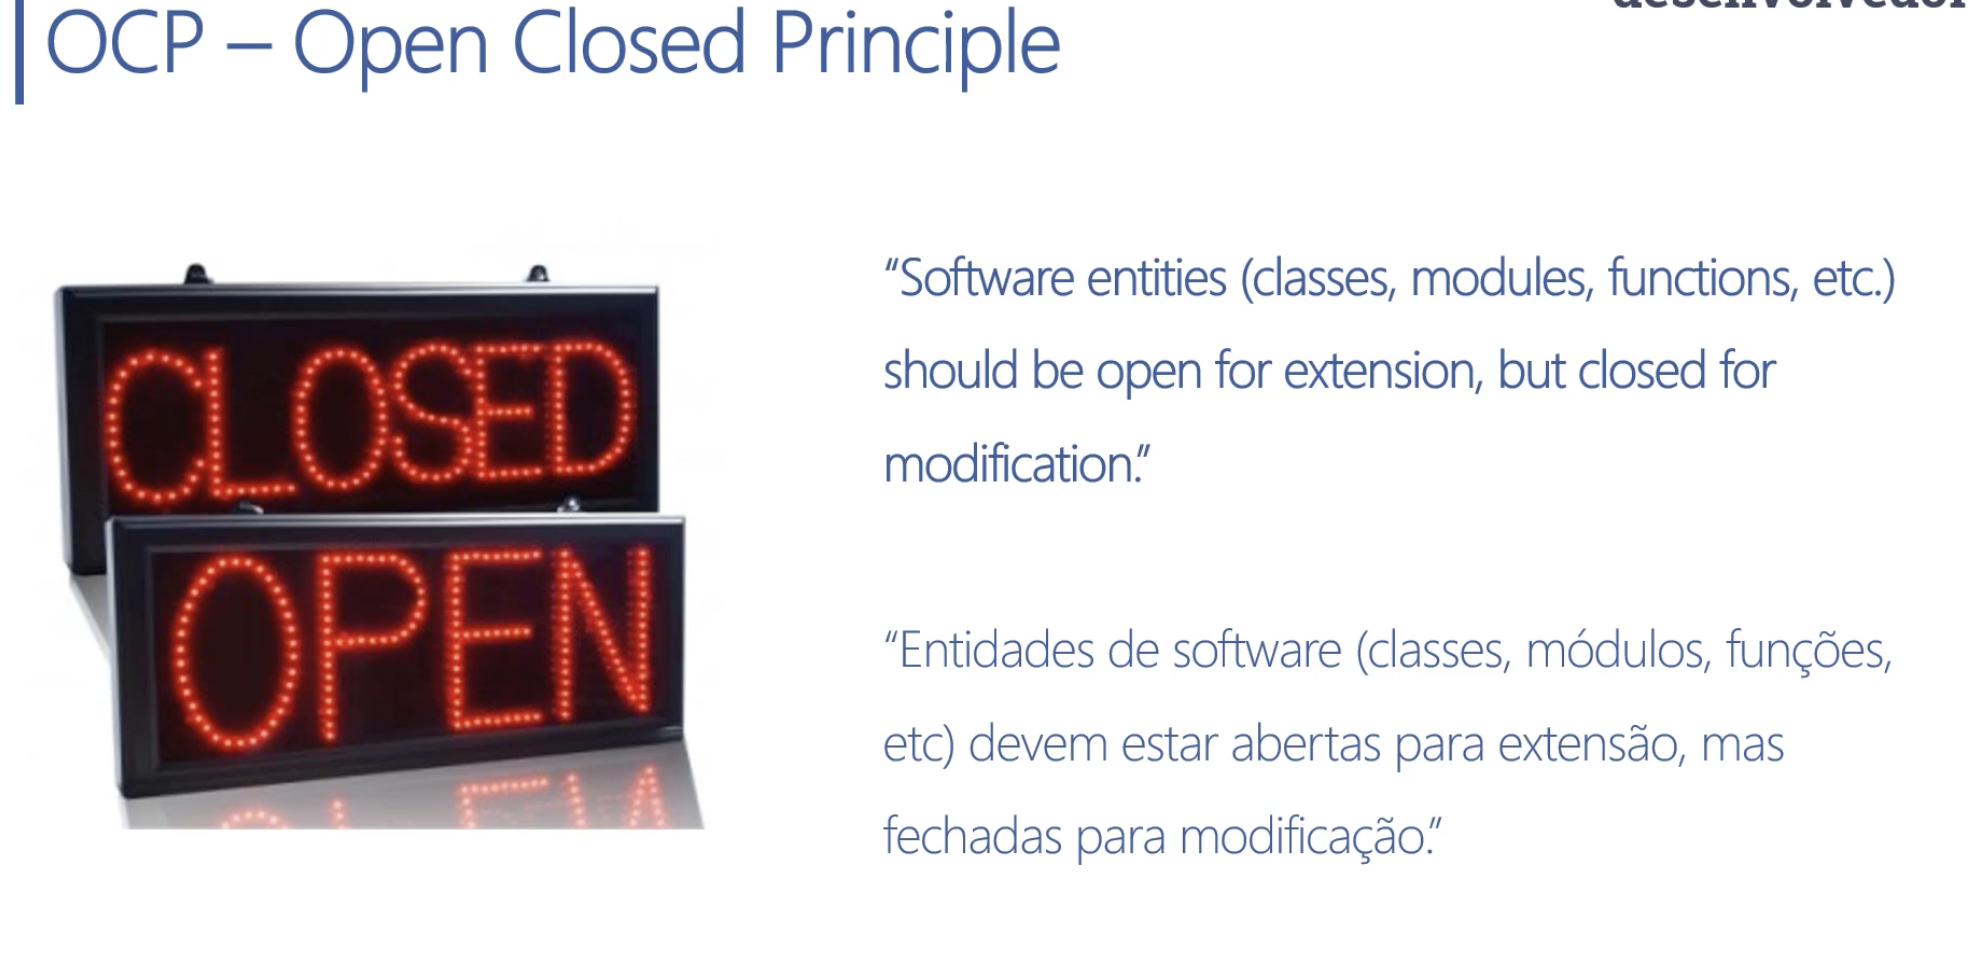 desenvolvedor
OCP – Open Closed Principle
CLOSED
OPEN
“Software entities (classes, modules, functions, etc.)
should be open for extension, but closed for
modification.”
“Entidades de software (classes, módulos, funções,
etc) devem estar abertas para extensão, mas
fechadas para modificação.”